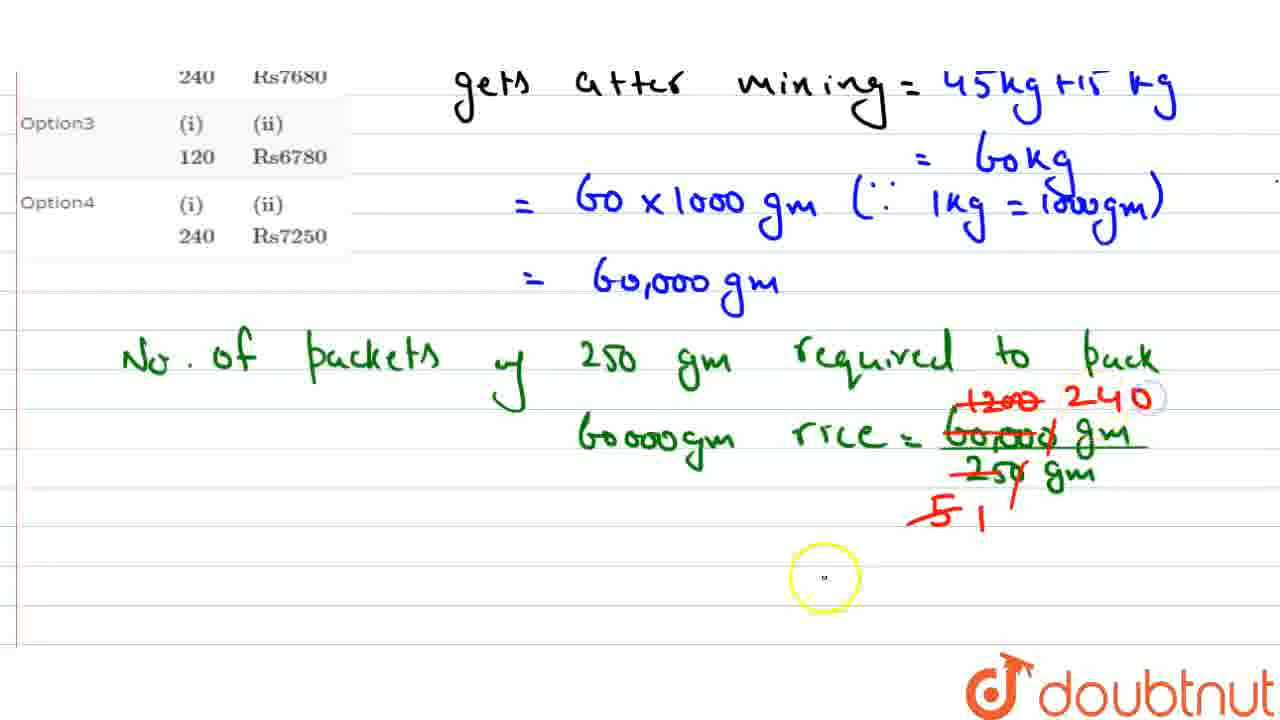 240 Rs7680
Option3 (i) (ii)
120 Rs6780
Option4 (i) (ii)
240 Rs7250
gets after mining = 45kg+15 kg
= 60kg
= 60 x 1000 gm (∵ 1kg = 1000gm)
= 60,000 gm
No. of packets of 250 gm required to pack
1200 240
60000gm rice = 60,000 gm
250 gm
5 1
doubtnut